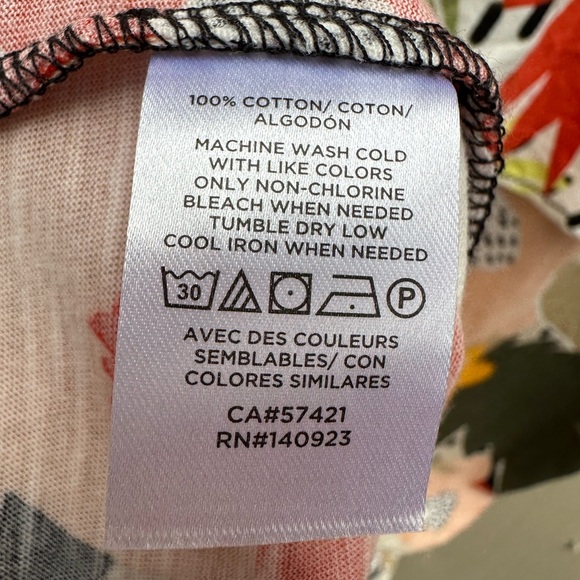 100% COTTON/ COTON/
ALGODÓN
MACHINE WASH COLD
WITH LIKE COLORS
ONLY NON-CHLORINE
BLEACH WHEN NEEDED
TUMBLE DRY LOW
COOL IRON WHEN NEEDED
30 P
AVEC DES COULEURS
SEMBLABLES/ CON
COLORES SIMILARES
CA#57421
RN#140923